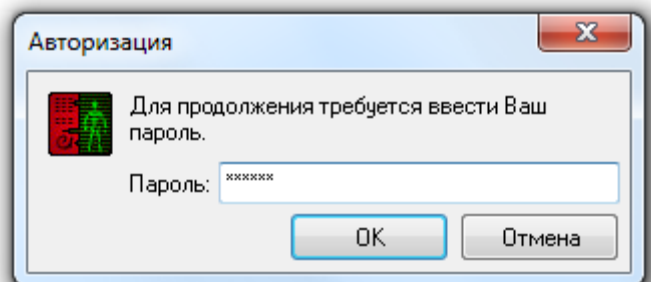 Авторизация
Для продолжения требуется ввести Ваш
пароль.
Пароль: ******
OK Отмена